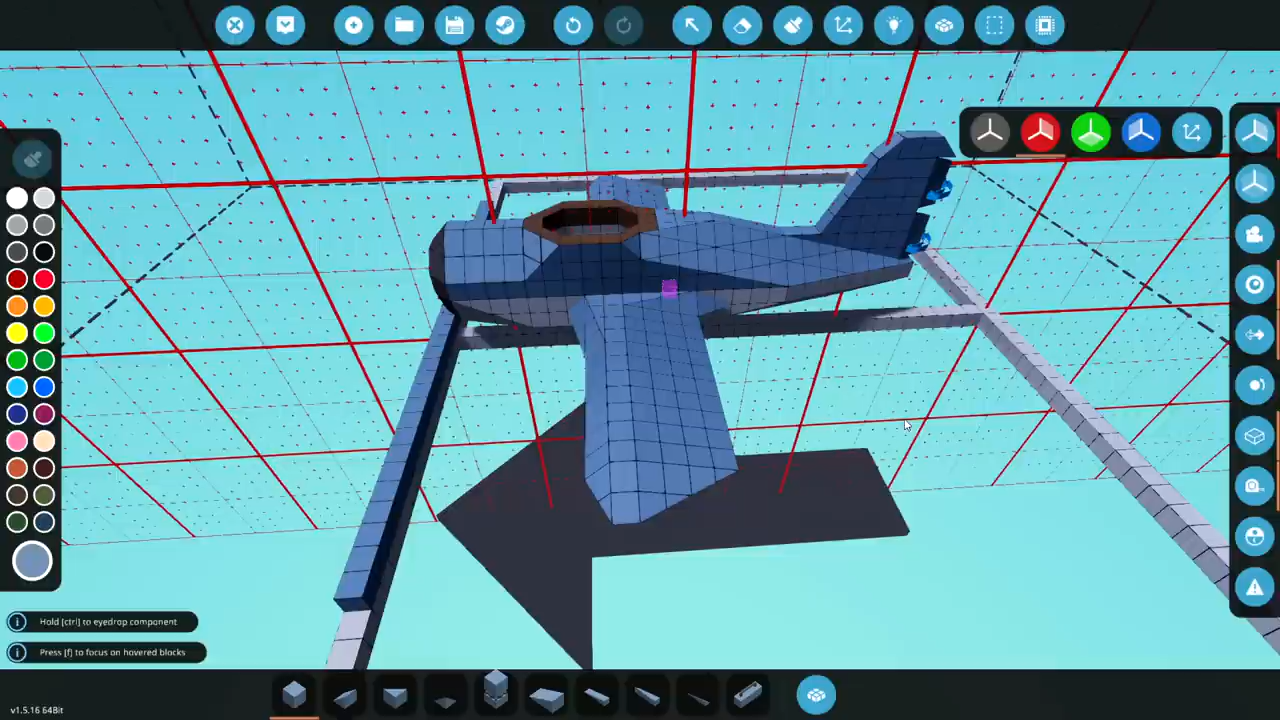 Hold [ctrl] to eyedrop component
Press [f] to focus on hovered blocks
v1.5.16 64Bit